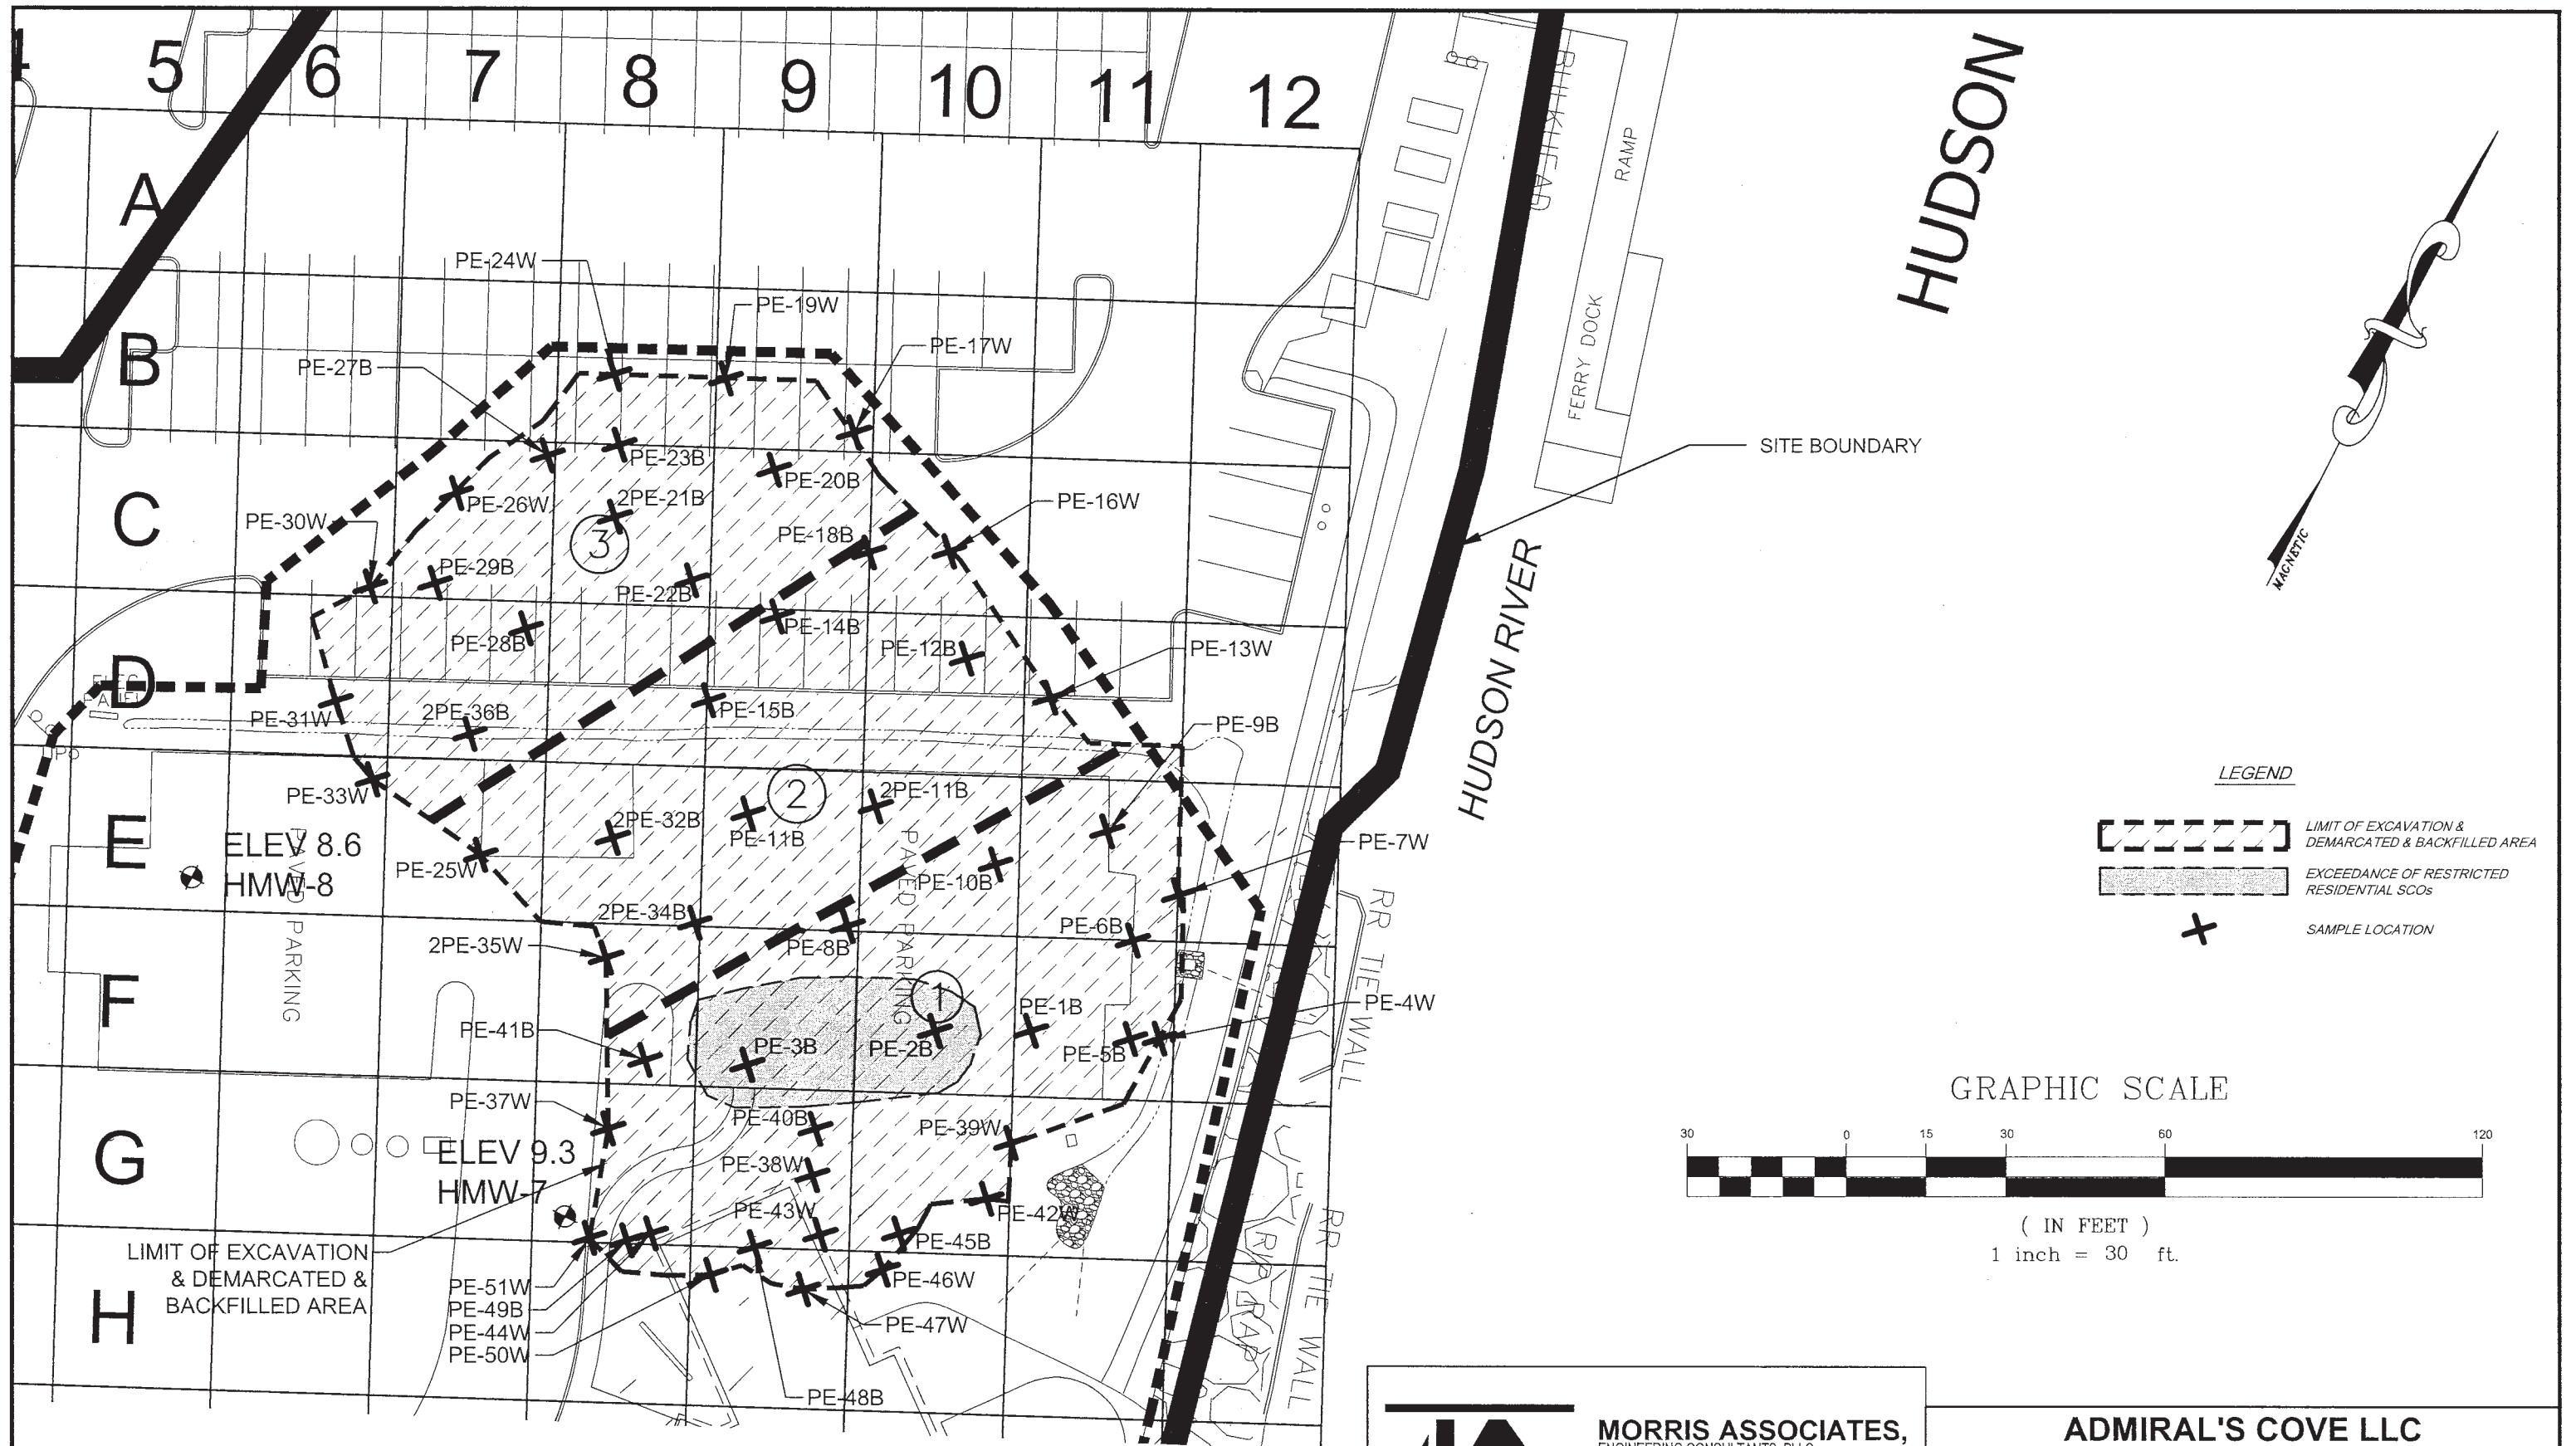 4 5 6 7 8 9 10 11 12
HUDSON
BULKHEAD
RAMP
FERRY DOCK
A
B
C
D
E
F
G
H
PE-24W
PE-19W
PE-17W
PE-27B
PE-23B
PE-20B
PE-26W
2PE-21B
PE-16W
PE-30W
PE-18B
3
PE-29B
PE-22B
PE-14B
PE-28B
PE-12B
PE-13W
ELEC
PANEL
PE-31W
2PE-36B
PE-15B
PE-9B
PE-33W
2
2PE-11B
2PE-32B
PE-11B
PE-7W
PE-25W
PE-10B
ELEV 8.6
HMW-8
PAVED PARKING
PAVED PARKING
2PE-34B
PE-6B
2PE-35W
PE-8B
1
PE-1B
PE-4W
PE-41B
PE-3B
PE-2B
PE-5B
PE-37W
PE-40B
PE-39W
ELEV 9.3
HMW-7
PE-38W
PE-43W
PE-42W
PE-45B
PE-46W
LIMIT OF EXCAVATION
& DEMARCATED &
BACKFILLED AREA
PE-51W
PE-49B
PE-44W
PE-50W
PE-47W
PE-48B
RR TIE WALL
RR TIE WALL
RIP RAP
HUDSON RIVER
SITE BOUNDARY
MAGNETIC
LEGEND
LIMIT OF EXCAVATION &
DEMARCATED & BACKFILLED AREA
EXCEEDANCE OF RESTRICTED
RESIDENTIAL SCOs
SAMPLE LOCATION
GRAPHIC SCALE
30 0 15 30 60 120
( IN FEET )
1 inch = 30 ft.
MORRIS ASSOCIATES,
ENGINEERING CONSULTANTS, PLLC
ADMIRAL'S COVE LLC